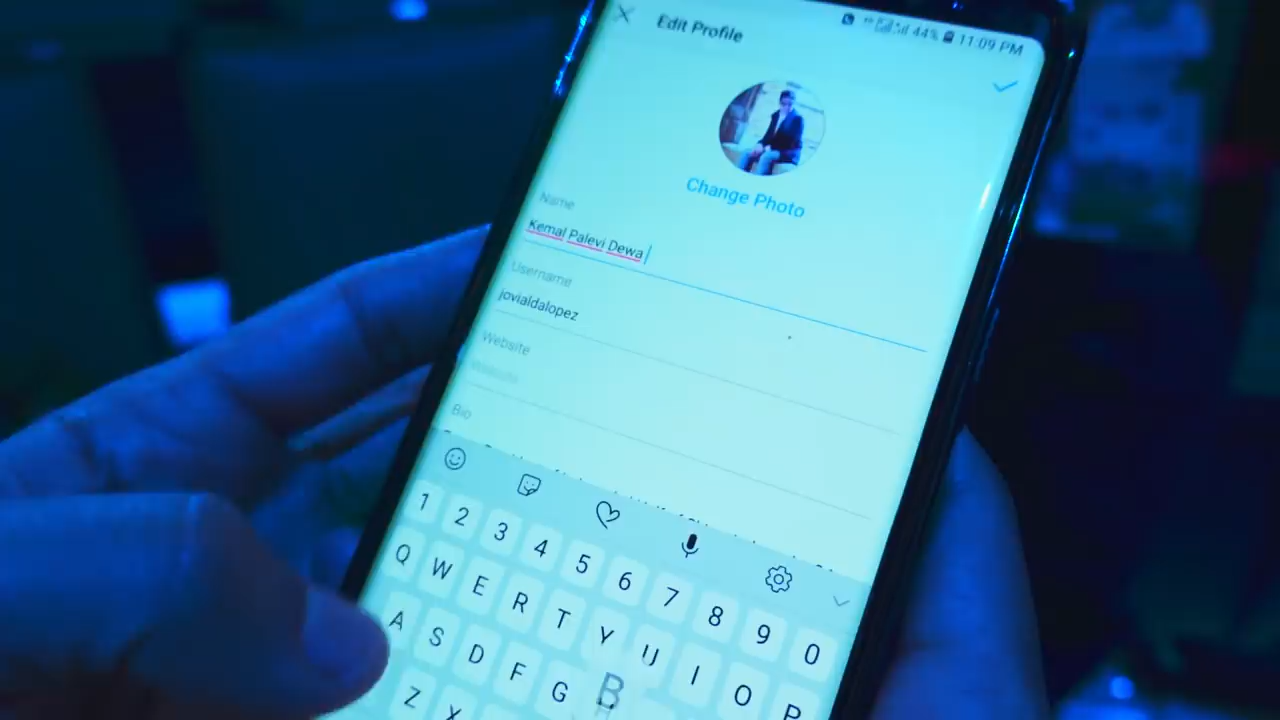 Edit Profile
44% 11:09 PM
Change Photo
Name
Kemal Palevi Dewa
Username
jovialdalopez
Website
Website
Bio
1 2 3 4 5 6 7 8 9 0
Q W E R T Y U I O P
A S D F G
B
Z X